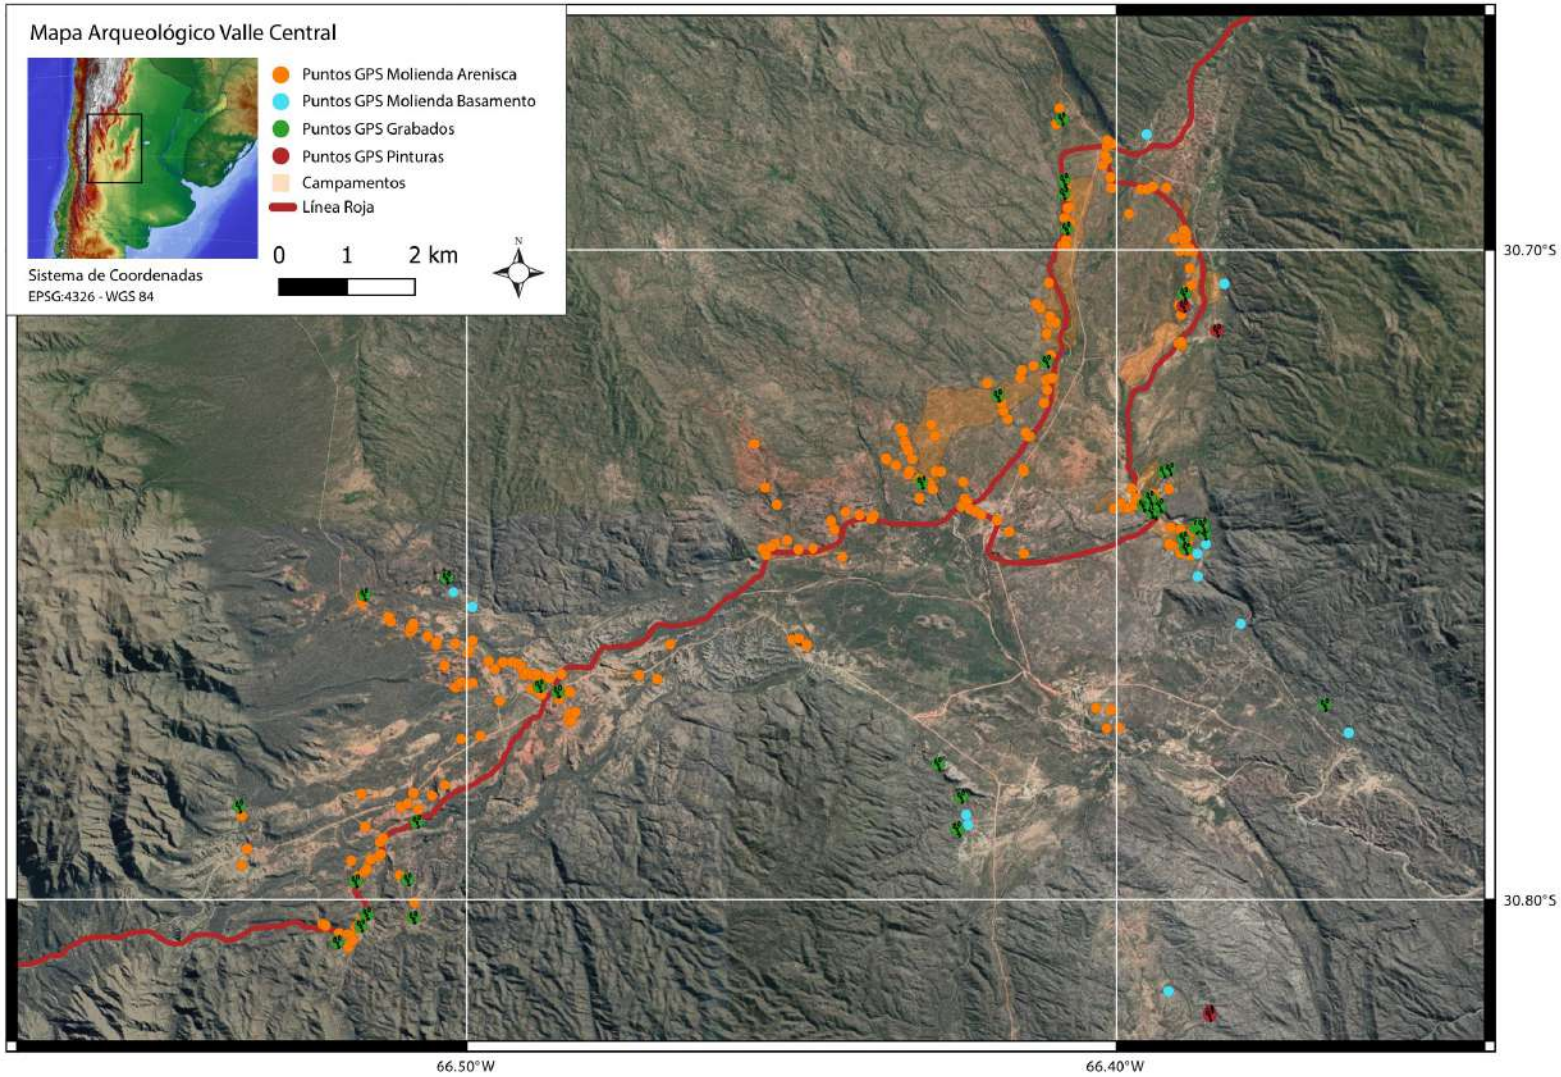 Mapa Arqueológico Valle Central
Puntos GPS Molienda Arenisca
Puntos GPS Molienda Basamento
Puntos GPS Grabados
Puntos GPS Pinturas
Campamentos
Línea Roja
0 1 2 km
N
Sistema de Coordenadas
EPSG:4326 - WGS 84
30.70°S
30.80°S
66.50°W
66.40°W